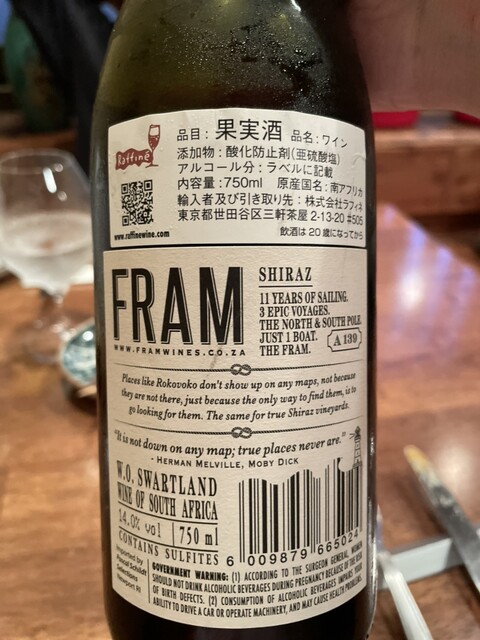 Raffiné
品目：果実酒 品名：ワイン
添加物：酸化防止剤(亜硫酸塩)
アルコール分：ラベルに記載
内容量：750ml 原産国：南アフリカ
輸入者及び引き取り先：株式会社ラフィネ
東京都世田谷区三軒茶屋 2-13-20 #505
www.raffinewine.com
飲酒は 20 歳になってから
FRAM
WWW.FRAMWINES.CO.ZA
SHIRAZ
11 YEARS OF SAILING.
3 EPIC VOYAGES.
THE NORTH & SOUTH POLE.
JUST 1 BOAT.
THE FRAM.
A 139
Places like Rokovoko don't show up on any maps, not because
they are not there, just because the only way to find them, is to
go looking for them. The same for true Shiraz vineyards.
"It is not down on any map; true places never are."
- HERMAN MELVILLE, MOBY DICK
W.O. SWARTLAND
WINE OF SOUTH AFRICA
14,0% vol 750 ml
CONTAINS SULFITES
6 009879 665024
Imported by
Pascal Schildt
Selections
Newport, RI
GOVERNMENT WARNING: (1) ACCORDING TO THE SURGEON GENERAL, WOMEN
SHOULD NOT DRINK ALCOHOLIC BEVERAGES DURING PREGNANCY BECAUSE OF THE RISK
OF BIRTH DEFECTS. (2) CONSUMPTION OF ALCOHOLIC BEVERAGES IMPAIRS YOUR
ABILITY TO DRIVE A CAR OR OPERATE MACHINERY, AND MAY CAUSE HEALTH PROBLEMS.